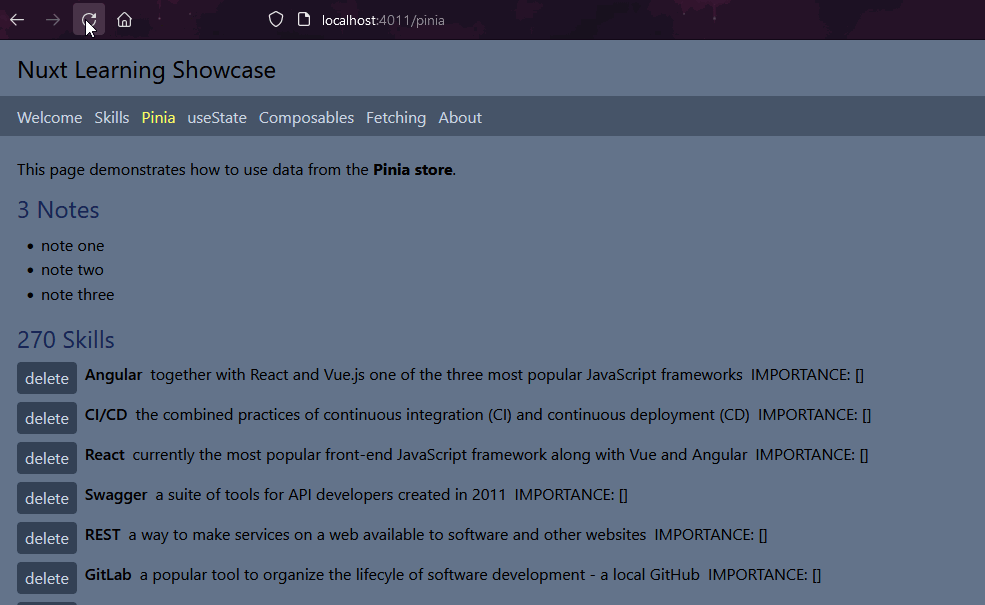 localhost:4011/pinia
Nuxt Learning Showcase
Welcome Skills Pinia useState Composables Fetching About
This page demonstrates how to use data from the Pinia store.
3 Notes
• note one
• note two
• note three
270 Skills
delete Angular together with React and Vue.js one of the three most popular JavaScript frameworks IMPORTANCE: []
delete CI/CD the combined practices of continuous integration (CI) and continuous deployment (CD) IMPORTANCE: []
delete React currently the most popular front-end JavaScript framework along with Vue and Angular IMPORTANCE: []
delete Swagger a suite of tools for API developers created in 2011 IMPORTANCE: []
delete REST a way to make services on a web available to software and other websites IMPORTANCE: []
delete GitLab a popular tool to organize the lifecyle of software development - a local GitHub IMPORTANCE: []